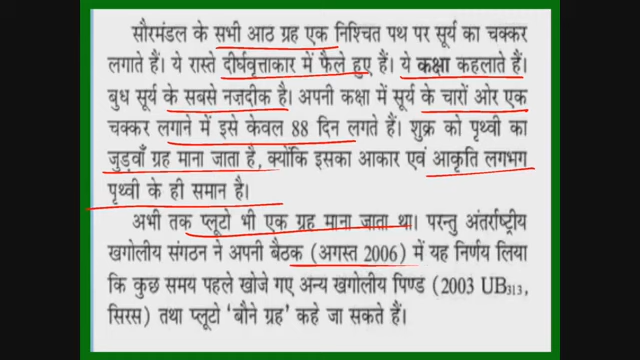 सौरमंडल के सभी आठ ग्रह एक निश्चित पथ पर सूर्य का चक्कर
लगाते हैं। ये रास्ते दीर्घवृत्ताकार में फैले हुए हैं। ये कक्षा कहलाते हैं।
बुध सूर्य के सबसे नज़दीक है। अपनी कक्षा में सूर्य के चारों ओर एक
चक्कर लगाने में इसे केवल 88 दिन लगते हैं। शुक्र को पृथ्वी का
जुड़वाँ ग्रह माना जाता है, क्योंकि इसका आकार एवं आकृति लगभग
पृथ्वी के ही समान है।
अभी तक प्लूटो भी एक ग्रह माना जाता था। परन्तु अंतर्राष्ट्रीय
खगोलीय संगठन ने अपनी बैठक (अगस्त 2006) में यह निर्णय लिया
कि कुछ समय पहले खोजे गए अन्य खगोलीय पिण्ड (2003 UB₃₁₃,
सिरस) तथा प्लूटो ‘बौने ग्रह’ कहे जा सकते हैं।